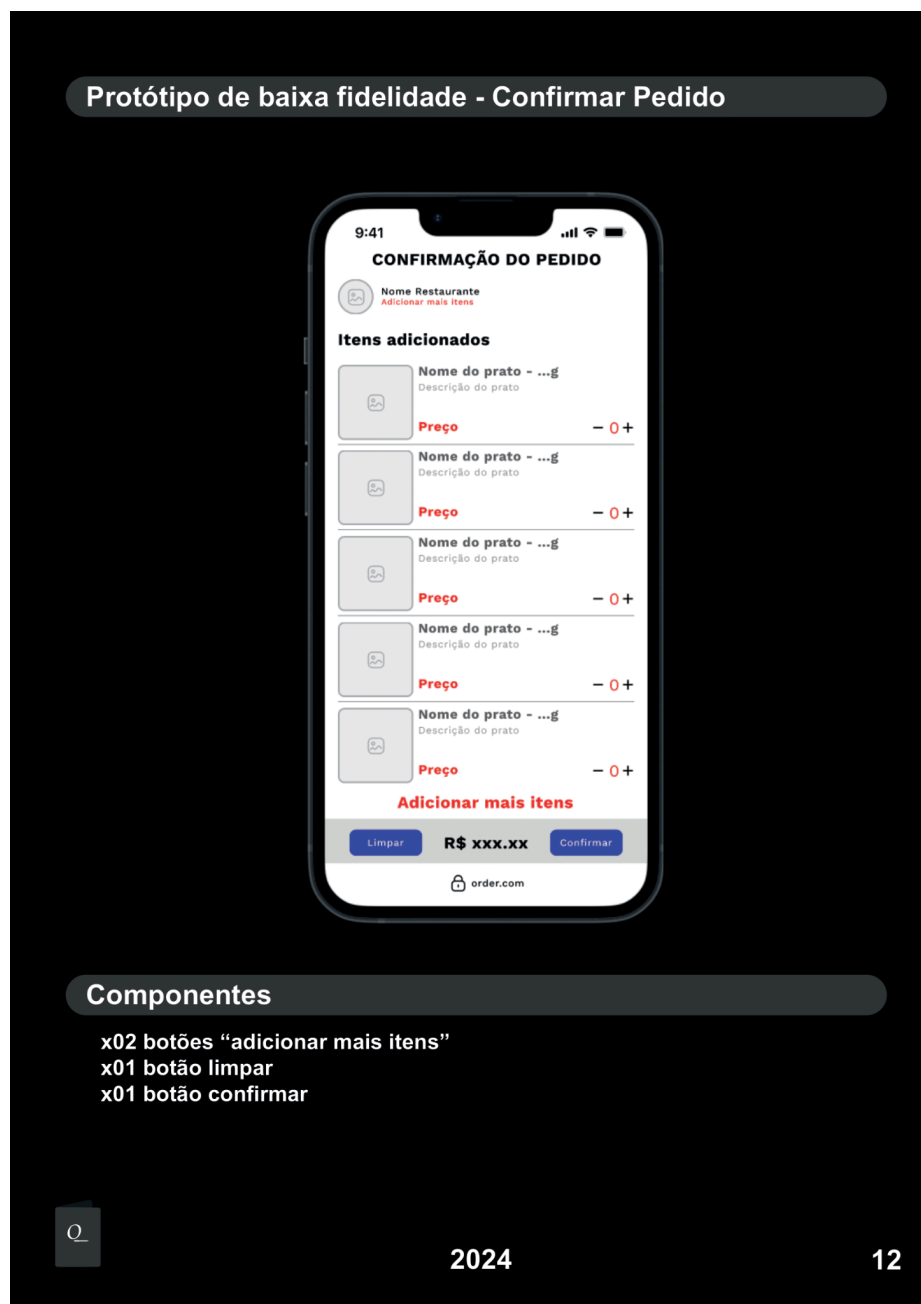 Protótipo de baixa fidelidade - Confirmar Pedido
9:41
CONFIRMAÇÃO DO PEDIDO
Nome Restaurante
Adicionar mais itens
Itens adicionados
Nome do prato - ...g
Descrição do prato
Preço − 0 +
Nome do prato - ...g
Descrição do prato
Preço − 0 +
Nome do prato - ...g
Descrição do prato
Preço − 0 +
Nome do prato - ...g
Descrição do prato
Preço − 0 +
Nome do prato - ...g
Descrição do prato
Preço − 0 +
Adicionar mais itens
Limpar R$ xxx.xx Confirmar
order.com
Componentes
x02 botões “adicionar mais itens”
x01 botão limpar
x01 botão confirmar
Q_
2024 12